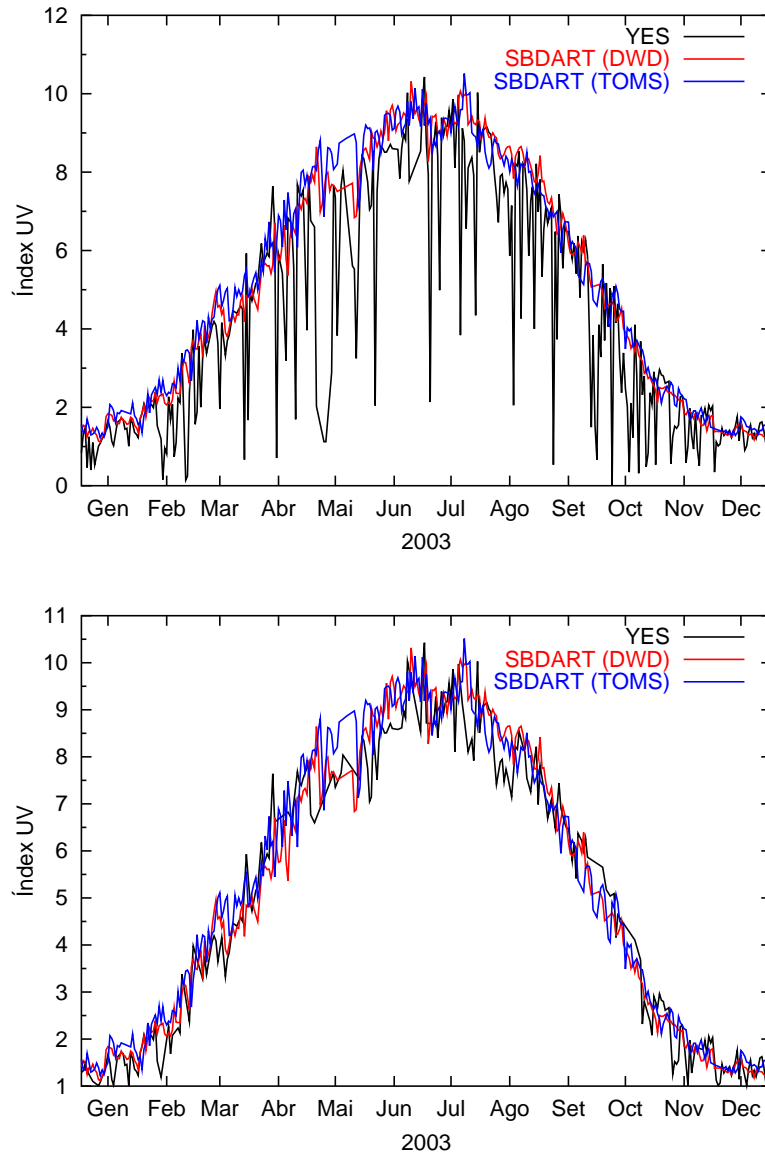 12
10
8
6
4
2
0
Índex UV
YES
SBDART (DWD)
SBDART (TOMS)
Gen Feb Mar Abr Mai Jun Jul Ago Set Oct Nov Dec
2003
11
10
9
8
7
6
5
4
3
2
1
Índex UV
YES
SBDART (DWD)
SBDART (TOMS)
Gen Feb Mar Abr Mai Jun Jul Ago Set Oct Nov Dec
2003